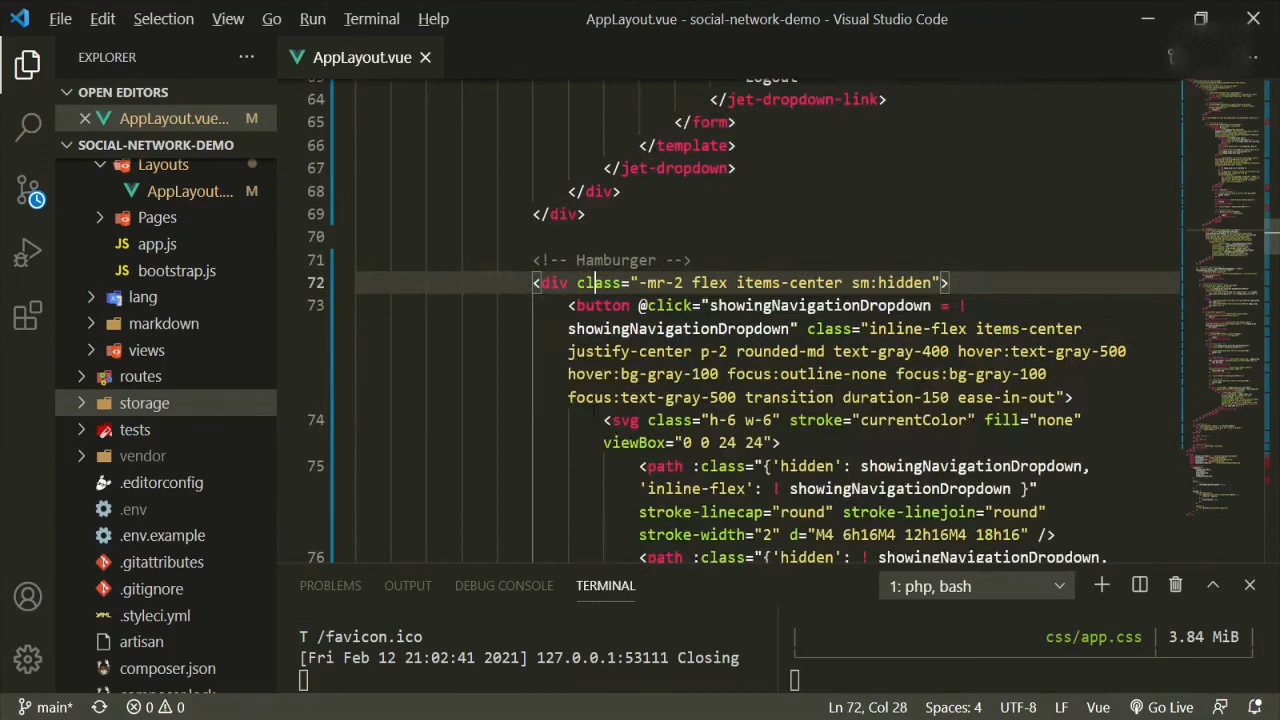 File Edit Selection View Go Run Terminal Help AppLayout.vue - social-network-demo - Visual Studio Code
EXPLORER ···
AppLayout.vue
OPEN EDITORS
AppLayout.vue... M
SOCIAL-NETWORK-DEMO
Layouts
AppLayout.... M
Pages
app.js
bootstrap.js
lang
markdown
views
routes
storage
tests
vendor
.editorconfig
.env
.env.example
.gitattributes
.gitignore
.styleci.yml
artisan
composer.json
composer.lock
63 Logout
64 </jet-dropdown-link>
65 </form>
66 </template>
67 </jet-dropdown>
68 </div>
69 </div>
70
71 <!-- Hamburger -->
72 <div class="-mr-2 flex items-center sm:hidden">
73 <button @click="showingNavigationDropdown = !
showingNavigationDropdown" class="inline-flex items-center
justify-center p-2 rounded-md text-gray-400 hover:text-gray-500
hover:bg-gray-100 focus:outline-none focus:bg-gray-100
focus:text-gray-500 transition duration-150 ease-in-out">
74 <svg class="h-6 w-6" stroke="currentColor" fill="none"
viewBox="0 0 24 24">
75 <path :class="{'hidden': showingNavigationDropdown,
'inline-flex': ! showingNavigationDropdown }"
stroke-linecap="round" stroke-linejoin="round"
stroke-width="2" d="M4 6h16M4 12h16M4 18h16" />
76 <path :class="{'hidden': ! showingNavigationDropdown,
PROBLEMS OUTPUT DEBUG CONSOLE TERMINAL 1: php, bash
T /favicon.ico
[Fri Feb 12 21:02:41 2021] 127.0.0.1:53111 Closing
css/app.css 3.84 MiB
main* 0 0 Ln 72, Col 28 Spaces: 4 UTF-8 LF Vue Go Live